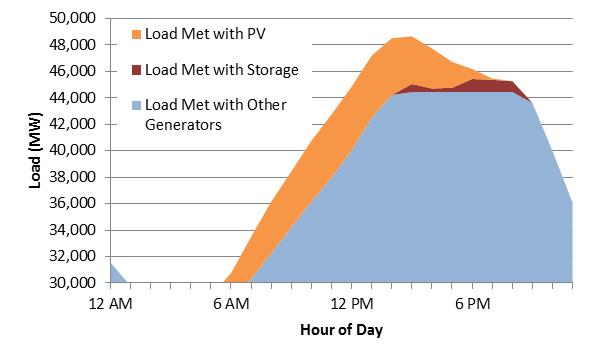 50,000
48,000
46,000
44,000
42,000
40,000
38,000
36,000
34,000
32,000
30,000
Load (MW)
Load Met with PV
Load Met with Storage
Load Met with Other
Generators
12 AM
6 AM
12 PM
6 PM
Hour of Day